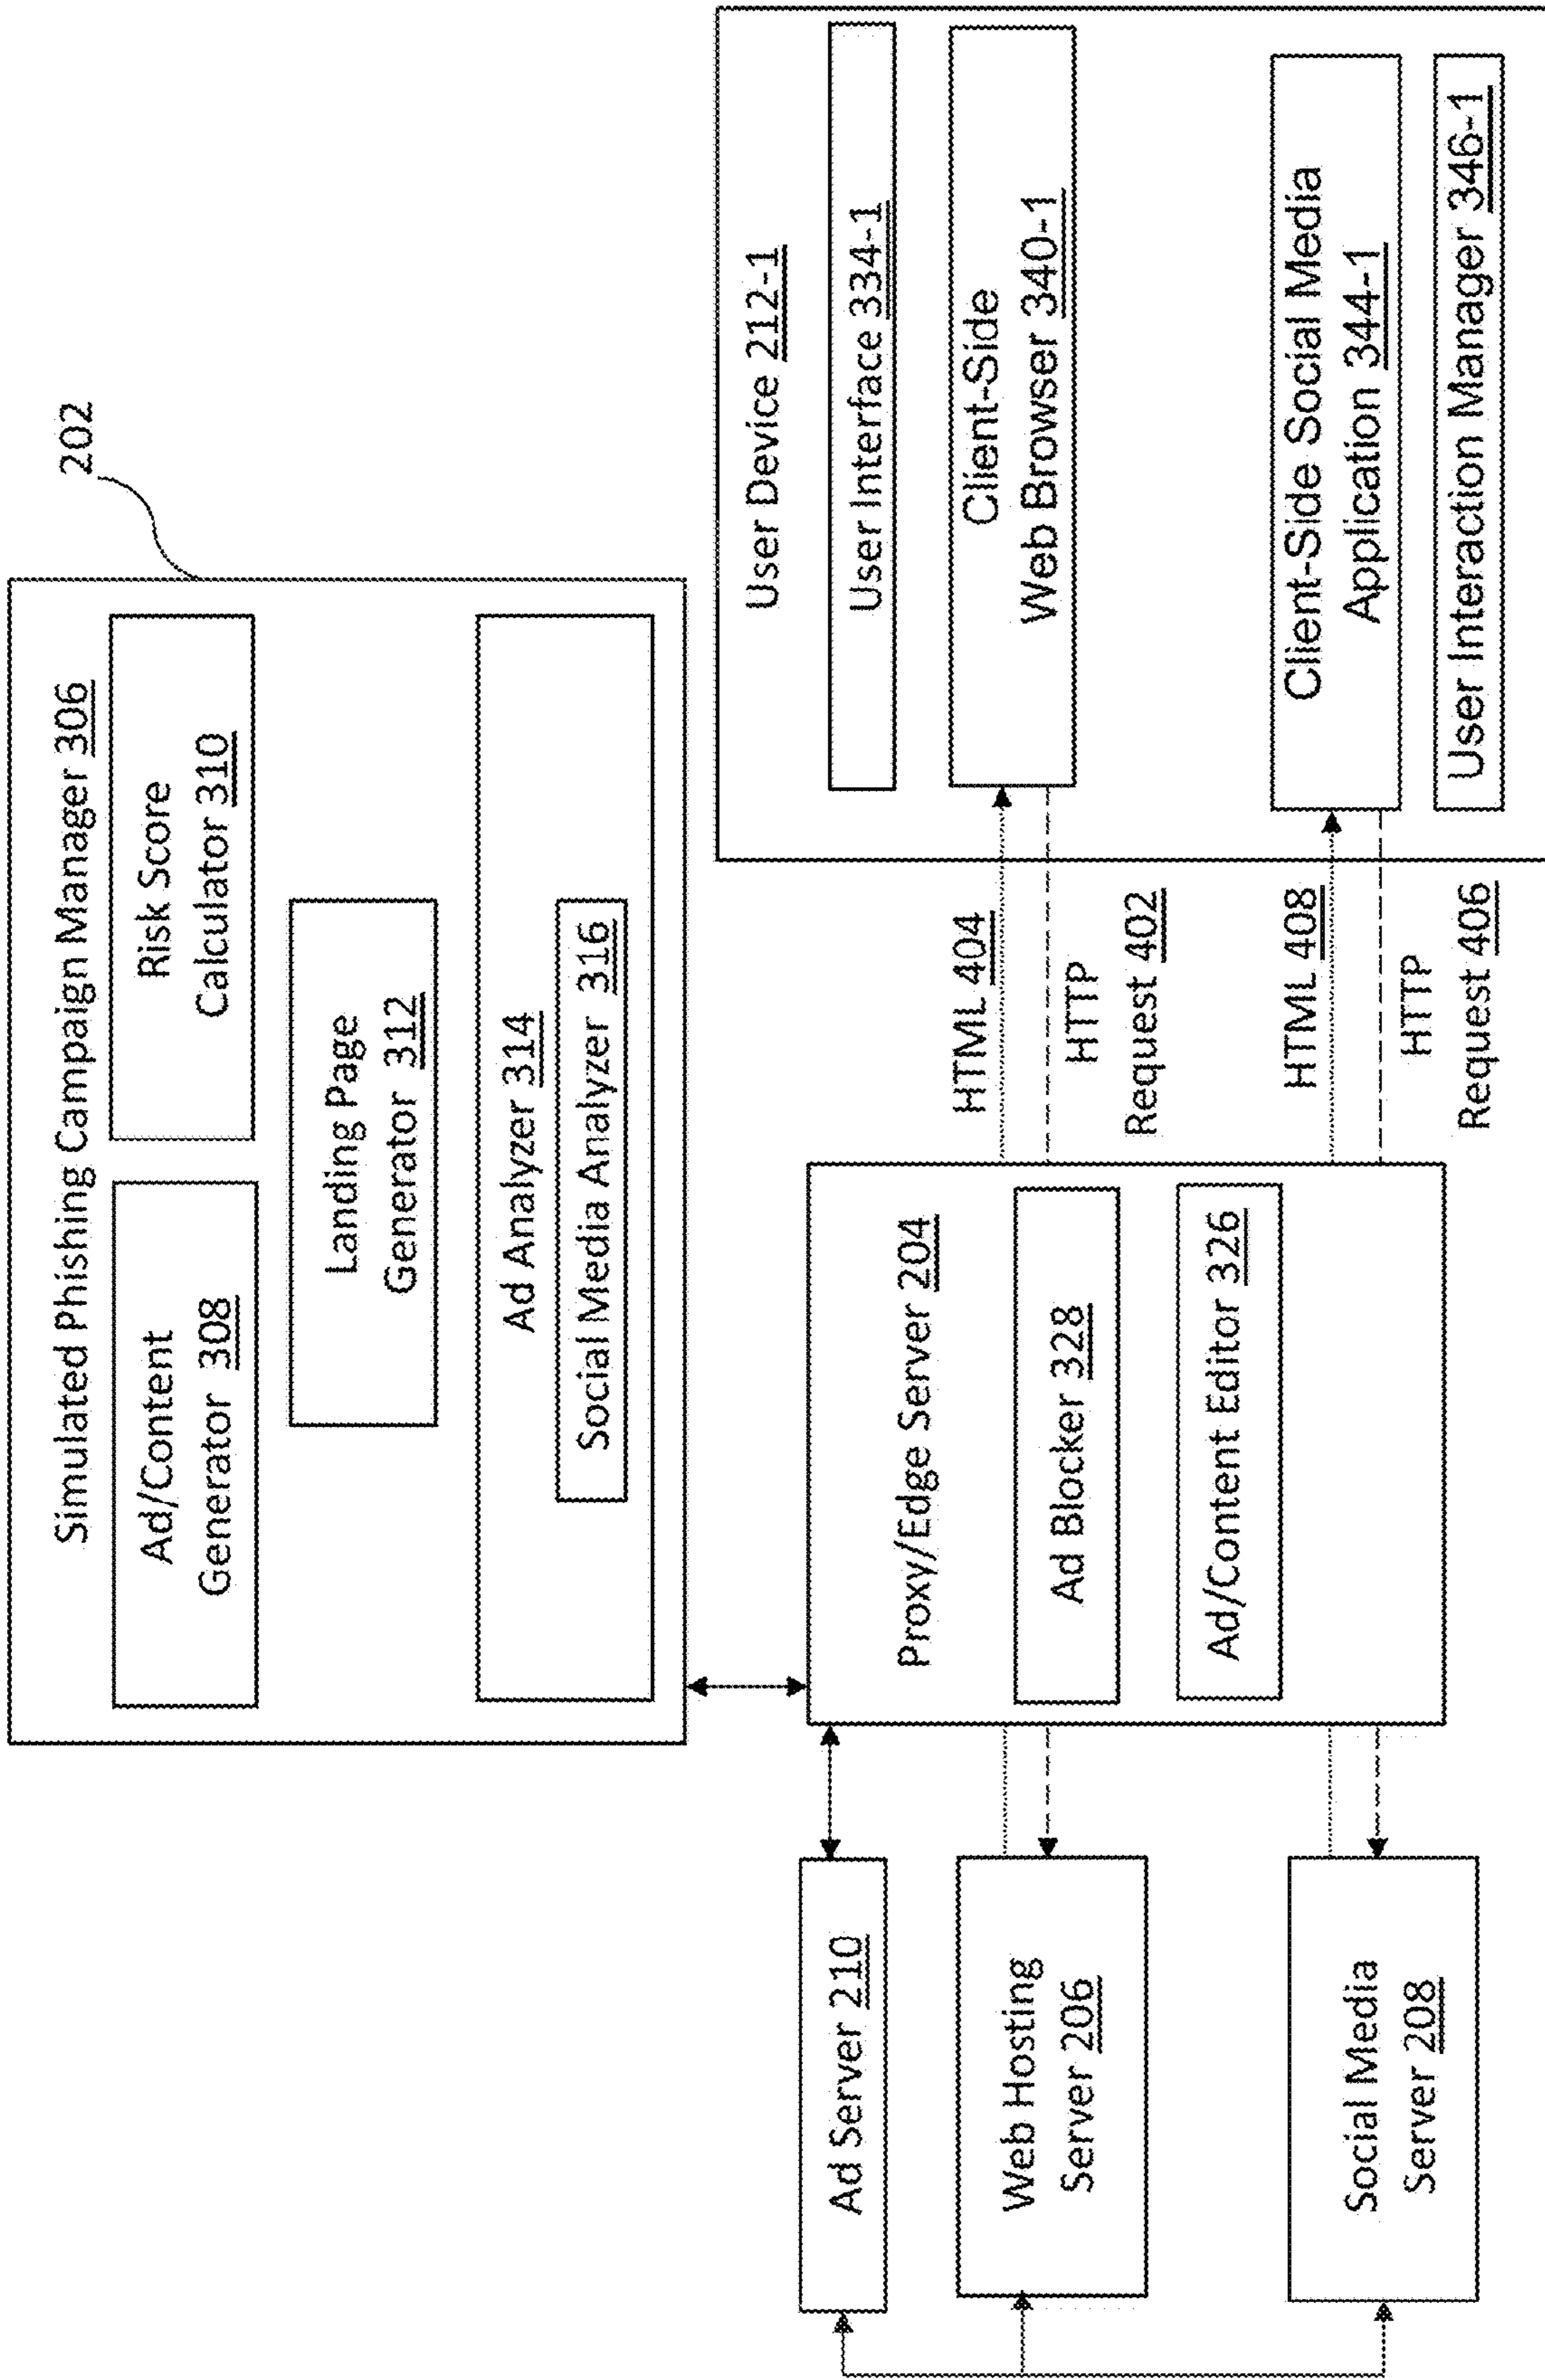 202
Simulated Phishing Campaign Manager 306
Ad/Content
Generator 308
Risk Score
Calculator 310
Landing Page
Generator 312
Ad Analyzer 314
Social Media Analyzer 316
Ad Server 210
Web Hosting
Server 206
Social Media
Server 208
Proxy/Edge Server 204
Ad Blocker 328
Ad/Content Editor 326
HTML 404
HTTP
Request 402
HTML 408
HTTP
Request 406
User Device 212-1
User Interface 334-1
Client-Side
Web Browser 340-1
Client-Side Social Media
Application 344-1
User Interaction Manager 346-1